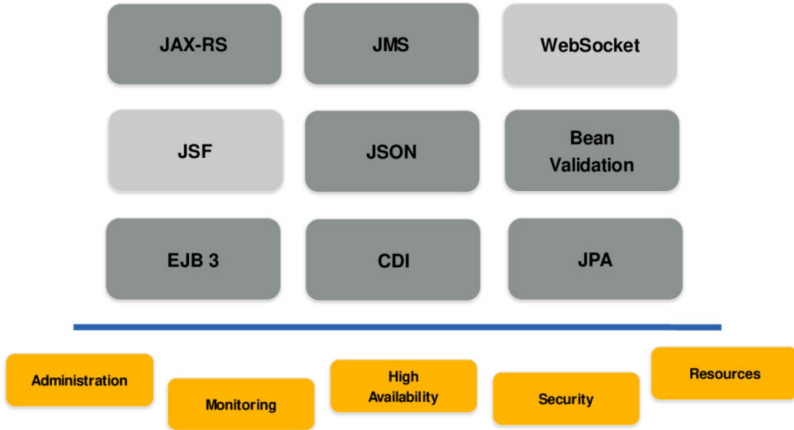 JAX-RS
JMS
WebSocket
JSF
JSON
Bean
Validation
EJB 3
CDI
JPA
Administration
Monitoring
High
Availability
Security
Resources